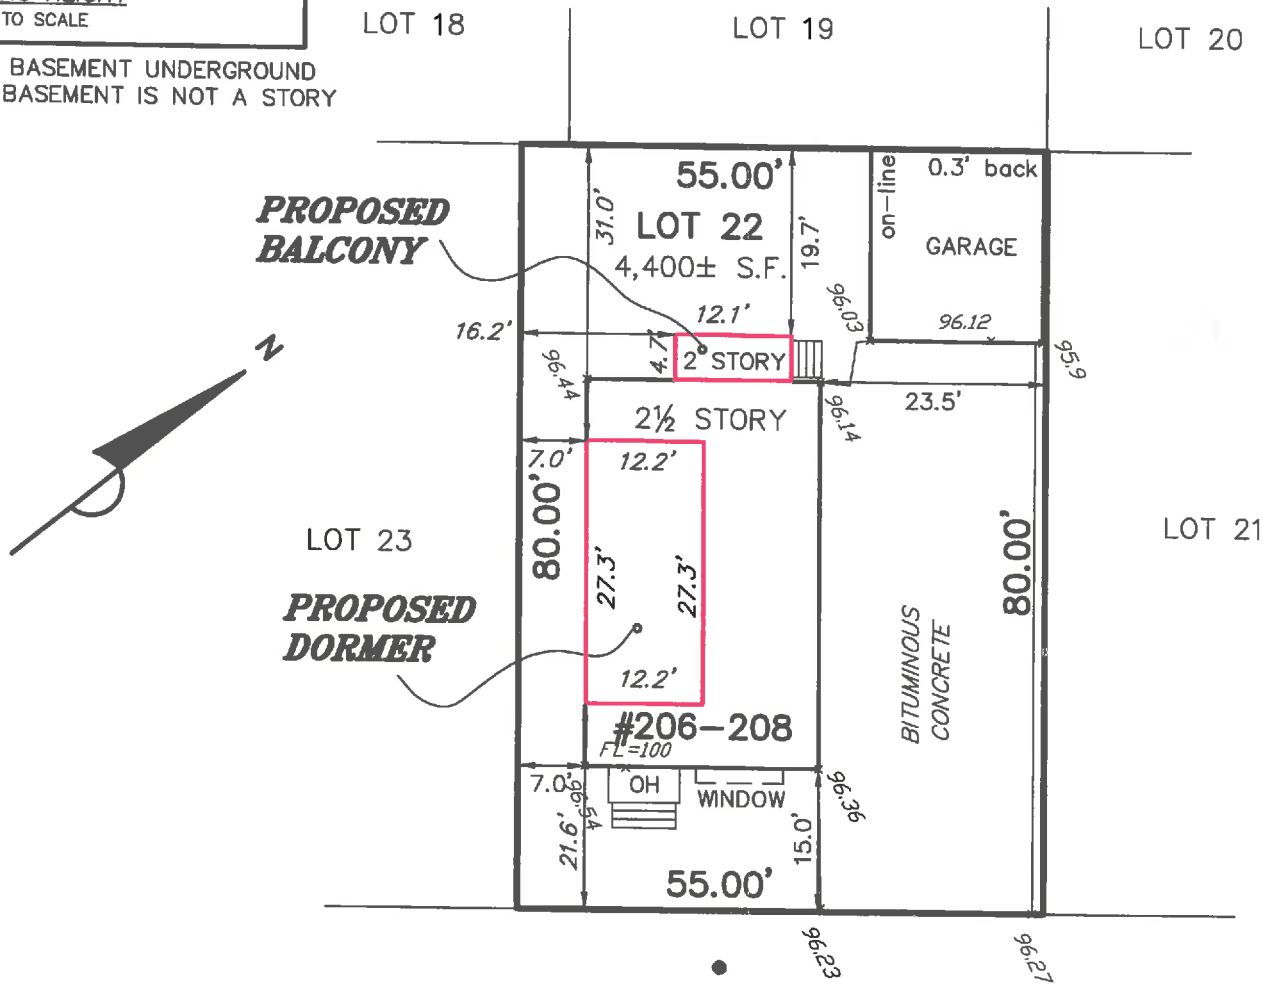 TO SCALE
BASEMENT UNDERGROUND
BASEMENT IS NOT A STORY
LOT 18
LOT 19
LOT 20
55.00'
on-line
0.3' back
PROPOSED
BALCONY
31.0'
LOT 22
4,400± S.F.
19.7'
GARAGE
12.1'
96.03
96.12
16.2'
4.7'
2 STORY
96.44
95.9
N
23.5'
96.14
2½ STORY
7.0'
12.2'
80.00'
LOT 23
27.3'
27.3'
80.00'
LOT 21
PROPOSED
DORMER
12.2'
BITUMINOUS
CONCRETE
#206-208
FL=100
7.0'
96.54
OH
WINDOW
96.36
21.6'
15.0'
55.00'
96.23
96.27